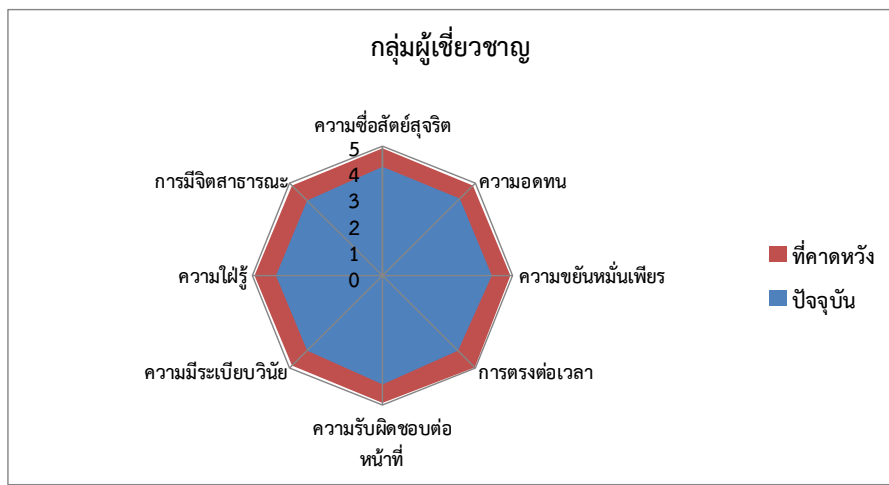 กลุ่มผู้เชี่ยวชาญ
ความซื่อสัตย์สุจริต
5
การมีจิตสาธารณะ
4
ความอดทน
3
2
ความใฝ่รู้
1
0
ความขยันหมั่นเพียร
ที่คาดหวัง
ปัจจุบัน
ความมีระเบียบวินัย
การตรงต่อเวลา
ความรับผิดชอบต่อ
หน้าที่